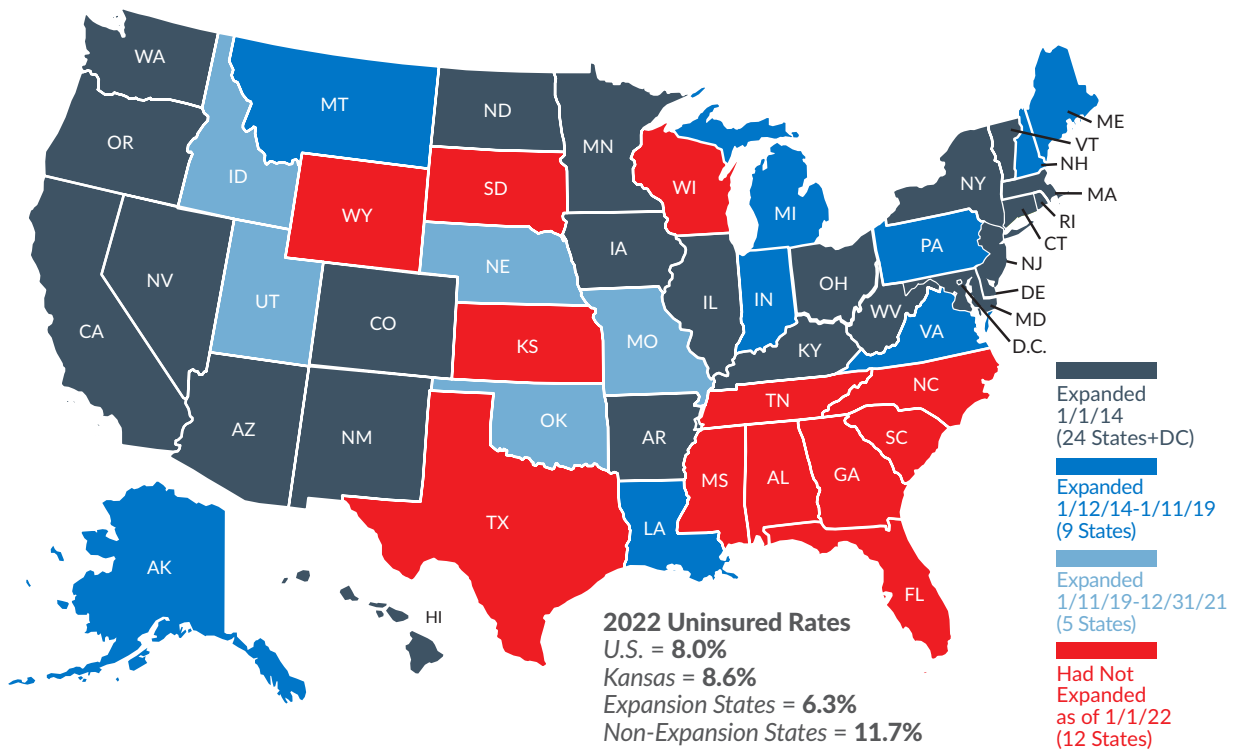 WA
OR
ID
MT
WY
ND
SD
MN
WI
MI
IA
NE
NV
UT
CO
CA
KS
MO
IL
IN
OH
KY
WV
VA
PA
NY
ME
VT
NH
MA
RI
CT
NJ
DE
MD
D.C.
AZ
NM
OK
AR
TN
NC
SC
MS
AL
GA
TX
LA
FL
AK
HI
Expanded
1/1/14
(24 States+DC)
Expanded
1/12/14-1/11/19
(9 States)
Expanded
1/11/19-12/31/21
(5 States)
Had Not
Expanded
as of 1/1/22
(12 States)
2022 Uninsured Rates
U.S. = 8.0%
Kansas = 8.6%
Expansion States = 6.3%
Non-Expansion States = 11.7%